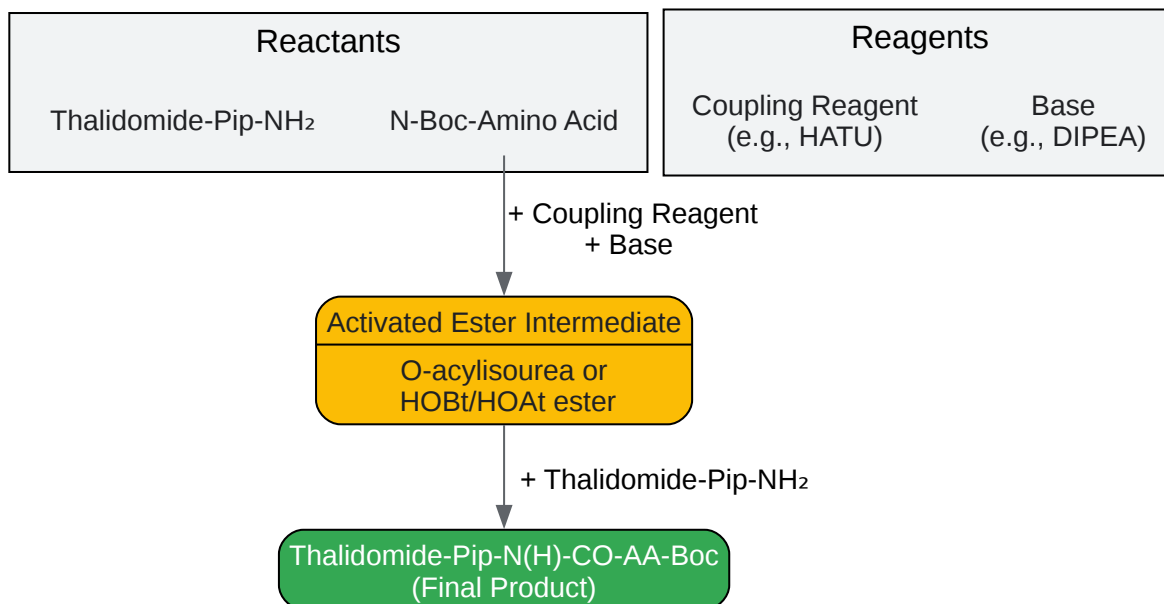 Reactants
Thalidomide-Pip-NH₂
N-Boc-Amino Acid
Reagents
Coupling Reagent
(e.g., HATU)
Base
(e.g., DIPEA)
+ Coupling Reagent
+ Base
Activated Ester Intermediate
O-acylisourea or
HOBt/HOAt ester
+ Thalidomide-Pip-NH₂
Thalidomide-Pip-N(H)-CO-AA-Boc
(Final Product)